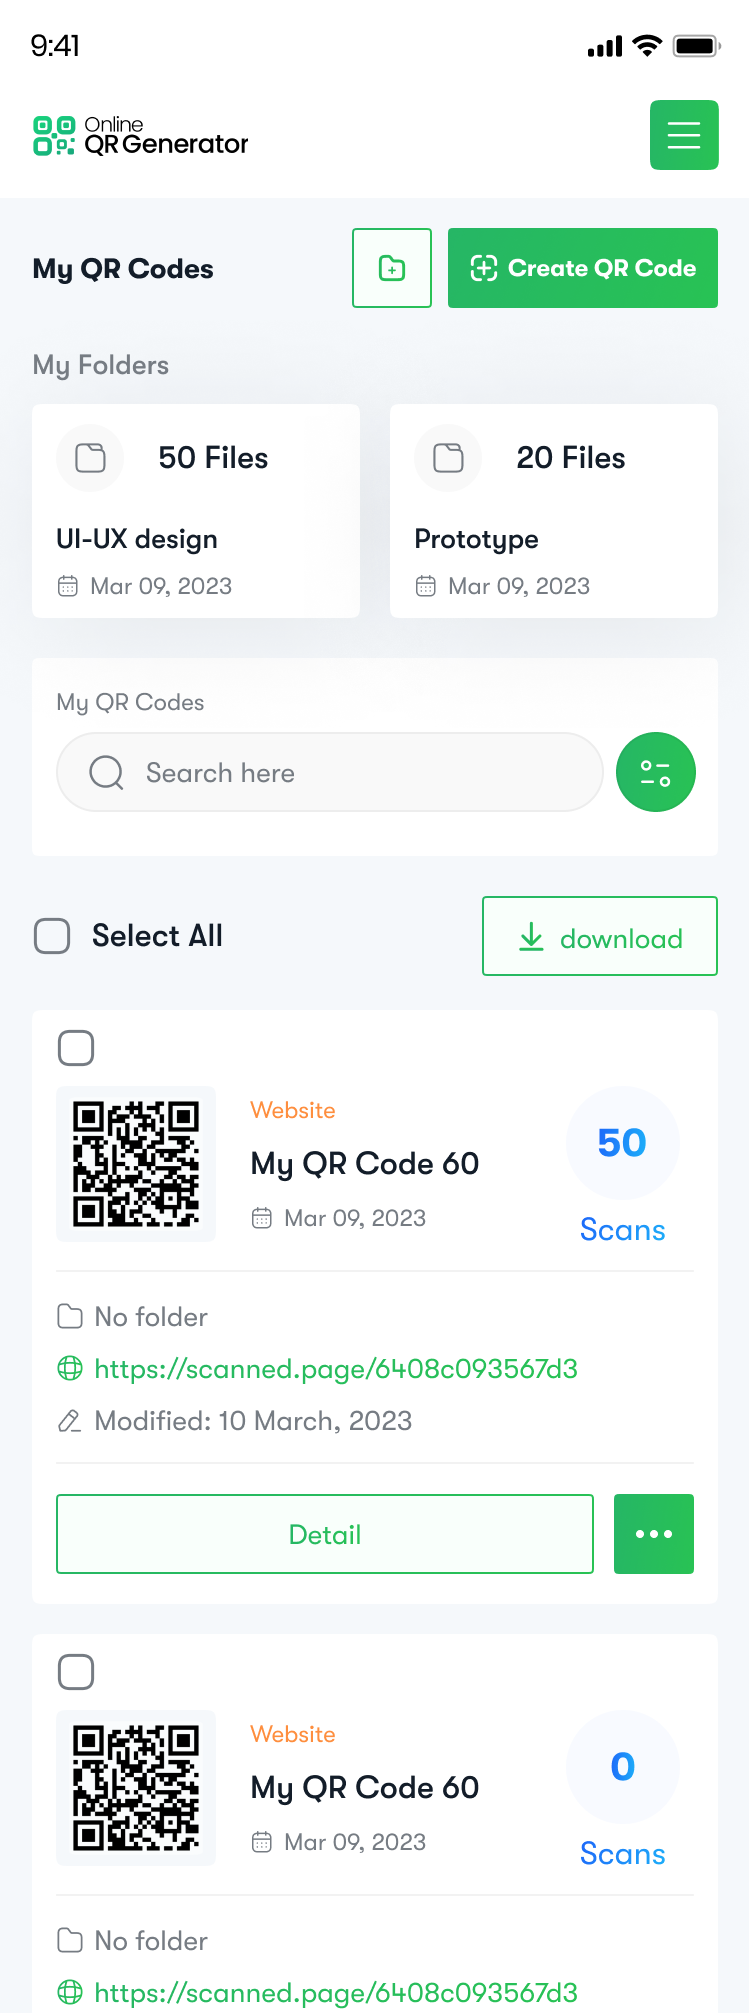 9:41
Online
QR Generator
My QR Codes
Create QR Code
My Folders
50 Files
20 Files
UI-UX design
Prototype
Mar 09, 2023
Mar 09, 2023
My QR Codes
Search here
Select All
download
Website
50
My QR Code 60
Mar 09, 2023
Scans
No folder
https://scanned.page/6408c093567d3
Modified: 10 March, 2023
Detail
Website
0
My QR Code 60
Mar 09, 2023
Scans
No folder
https://scanned.page/6408c093567d3